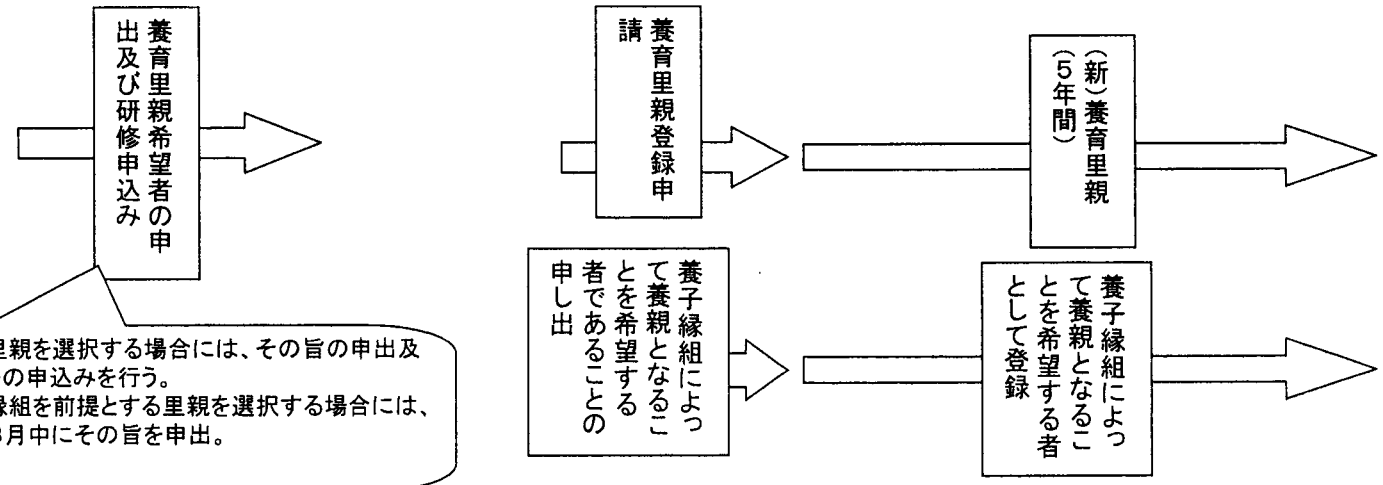 養育里親希望者の申
出及び研修申込み
養育里親登録申
請
(新)養育里親
(5年間)
養子縁組によっ
て養親となるこ
とを希望する
者であることの
申し出
養子縁組によっ
て養親となるこ
とを希望する者
として登録
里親を選択する場合には、その旨の申出及
の申込みを行う。
縁組を前提とする里親を選択する場合には、
月中にその旨を申出。